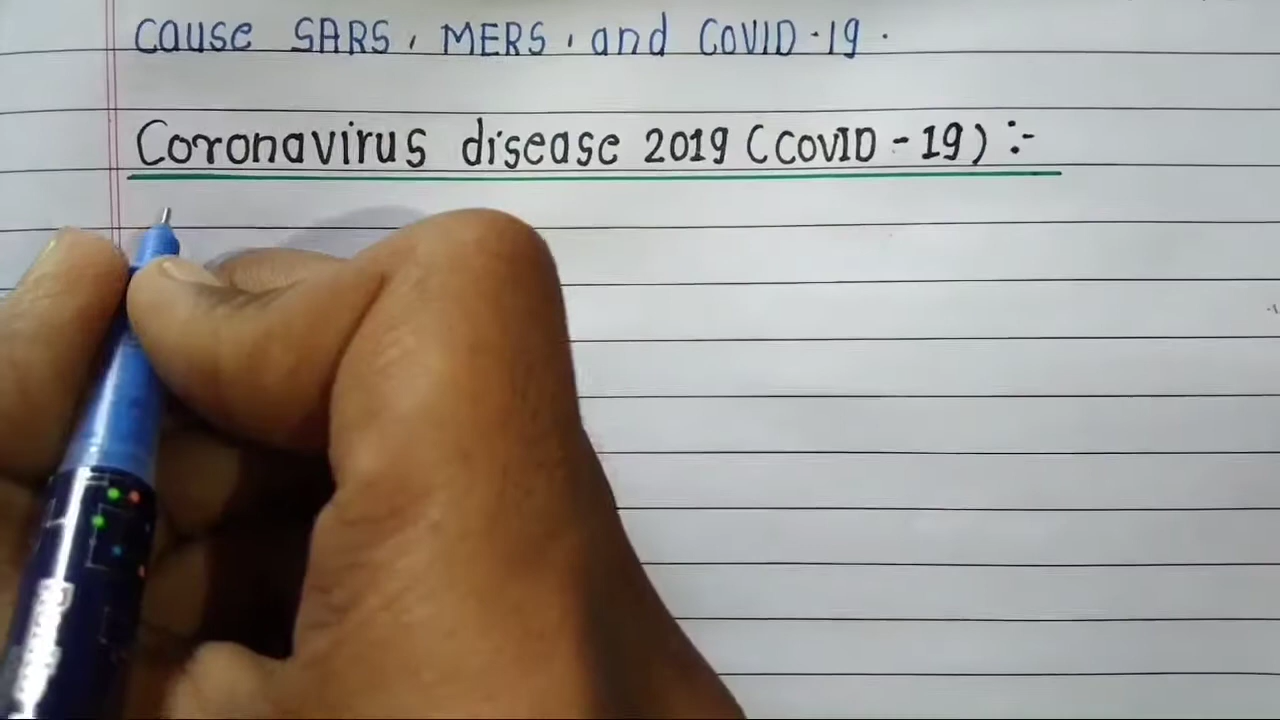 cause SARS, MERS, and COVID-19.
Coronavirus disease 2019 (COVID-19) :-